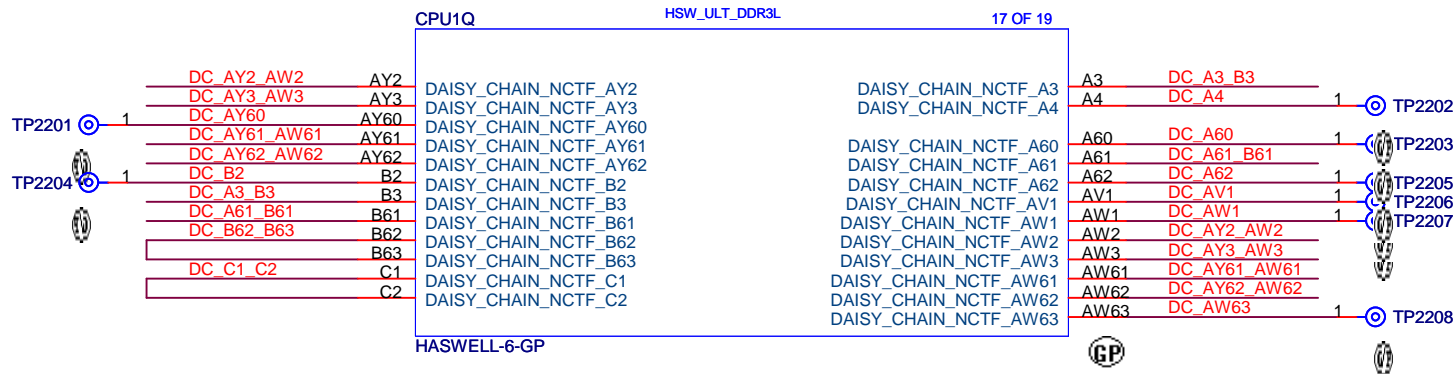 CPU1Q HSW_ULT_DDR3L 17 OF 19
DC_AY2_AW2 AY2 DAISY_CHAIN_NCTF_AY2
DC_AY3_AW3 AY3 DAISY_CHAIN_NCTF_AY3
TP2201 1 DC_AY60 AY60 DAISY_CHAIN_NCTF_AY60
DC_AY61_AW61 AY61 DAISY_CHAIN_NCTF_AY61
DC_AY62_AW62 AY62 DAISY_CHAIN_NCTF_AY62
TP2204 1 DC_B2 B2 DAISY_CHAIN_NCTF_B2
DC_A3_B3 B3 DAISY_CHAIN_NCTF_B3
DC_A61_B61 B61 DAISY_CHAIN_NCTF_B61
DC_B62_B63 B62 DAISY_CHAIN_NCTF_B62
B63 DAISY_CHAIN_NCTF_B63
DC_C1_C2 C1 DAISY_CHAIN_NCTF_C1
C2 DAISY_CHAIN_NCTF_C2
DAISY_CHAIN_NCTF_A3 A3 DC_A3_B3
DAISY_CHAIN_NCTF_A4 A4 DC_A4 1 TP2202
DAISY_CHAIN_NCTF_A60 A60 DC_A60 1 TP2203
DAISY_CHAIN_NCTF_A61 A61 DC_A61_B61
DAISY_CHAIN_NCTF_A62 A62 DC_A62 1 TP2205
DAISY_CHAIN_NCTF_AV1 AV1 DC_AV1 1 TP2206
DAISY_CHAIN_NCTF_AW1 AW1 DC_AW1 1 TP2207
DAISY_CHAIN_NCTF_AW2 AW2 DC_AY2_AW2
DAISY_CHAIN_NCTF_AW3 AW3 DC_AY3_AW3
DAISY_CHAIN_NCTF_AW61 AW61 DC_AY61_AW61
DAISY_CHAIN_NCTF_AW62 AW62 DC_AY62_AW62
DAISY_CHAIN_NCTF_AW63 AW63 DC_AW63 1 TP2208
HASWELL-6-GP
GP